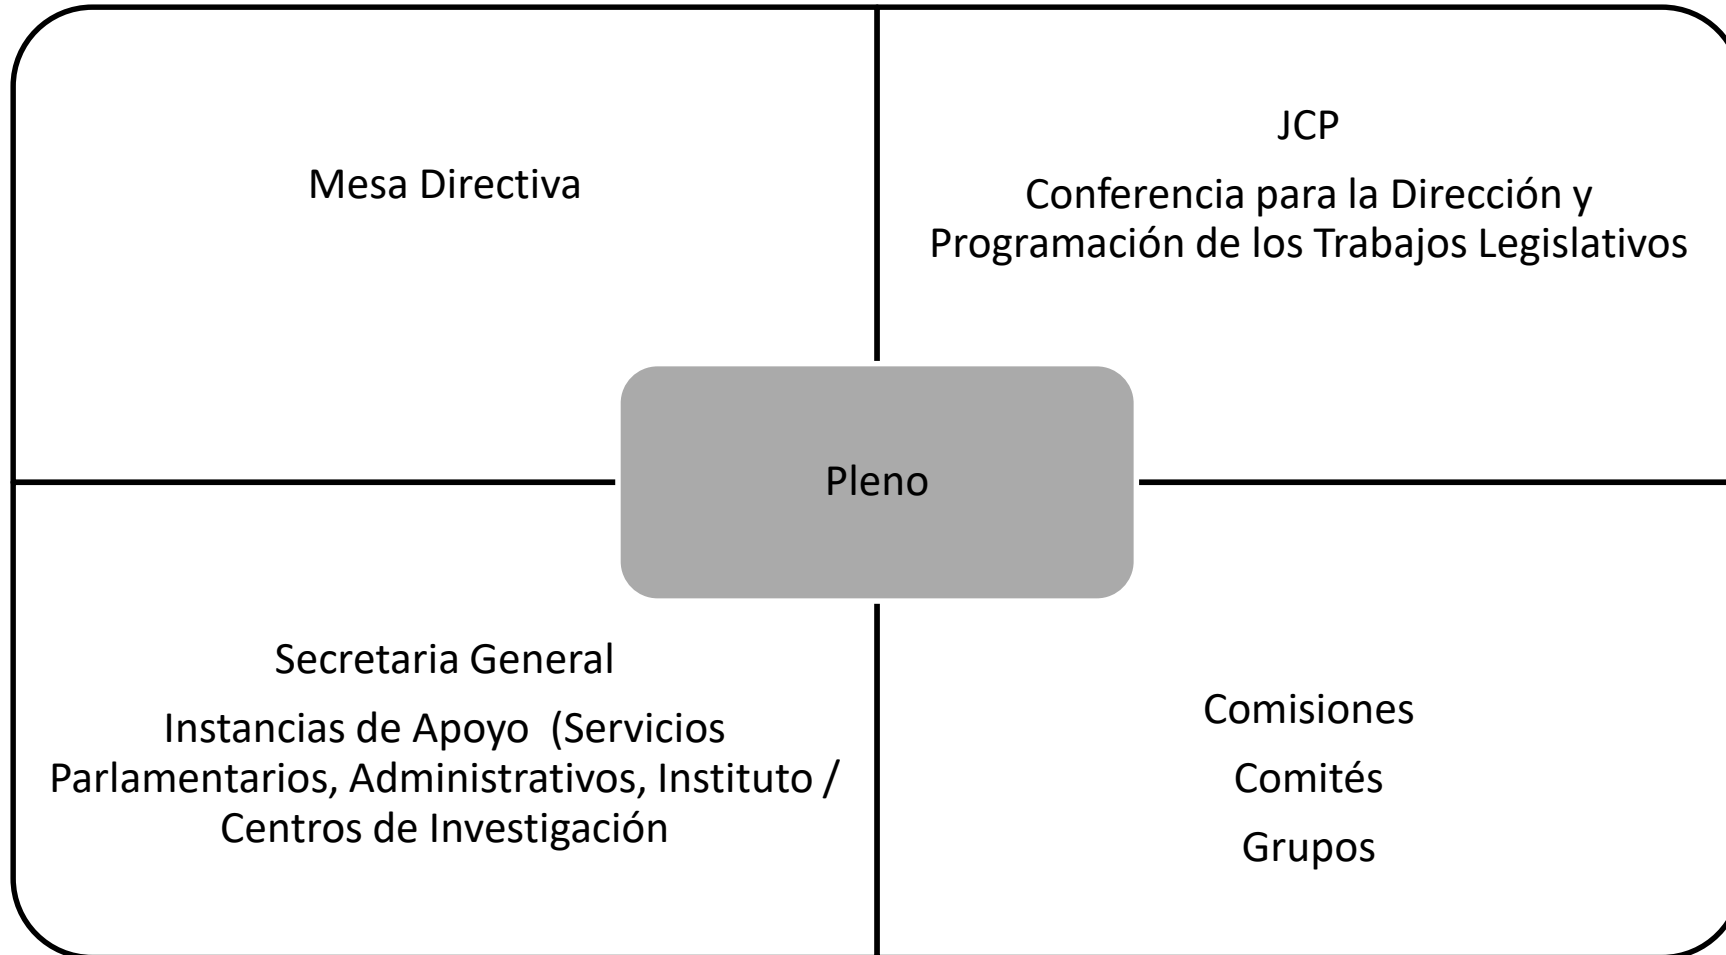 Mesa Directiva
JCP
Conferencia para la Dirección y
Programación de los Trabajos Legislativos
Pleno
Secretaria General
Instancias de Apoyo  (Servicios
Parlamentarios, Administrativos, Instituto /
Centros de Investigación
Comisiones
Comités
Grupos